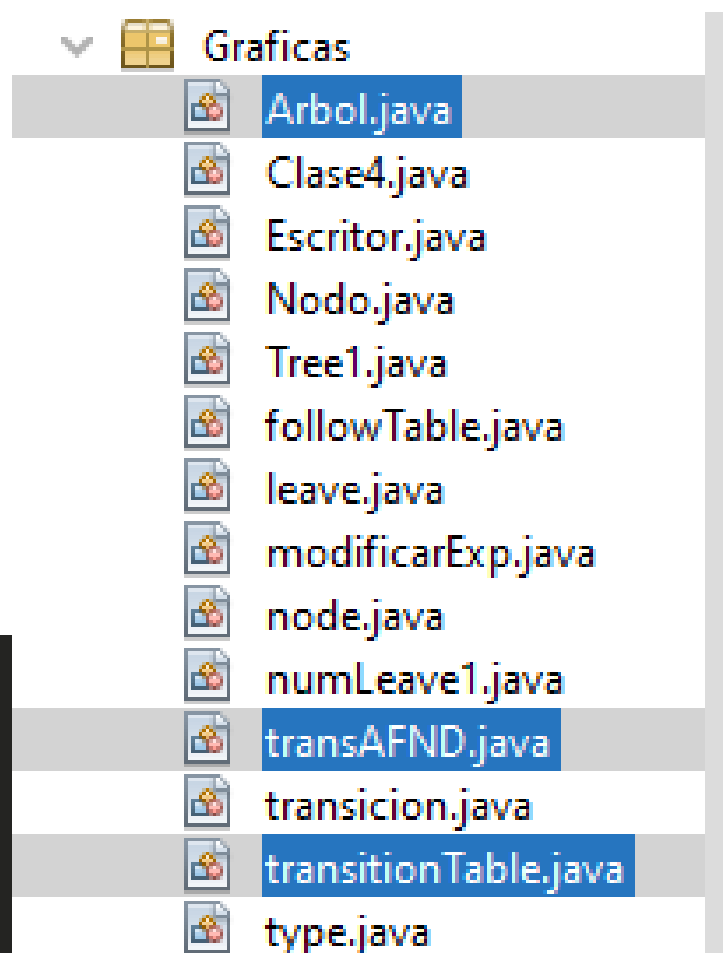 Graficas
Arbol.java
Clase4.java
Escritor.java
Nodo.java
Tree1.java
followTable.java
leave.java
modificarExp.java
node.java
numLeave1.java
transAFND.java
transicion.java
transitionTable.java
type.java